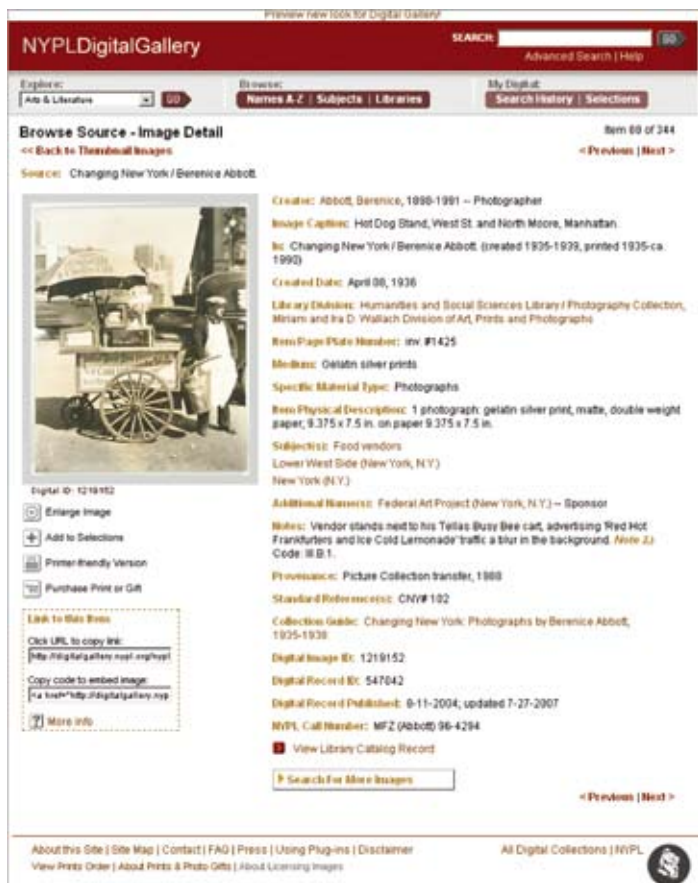 Preview new look for Digital Gallery!
NYPLDigitalGallery
SEARCH: GO
Advanced Search | Help
Explore:
Arts & Literature GO
Browse:
Names A-Z | Subjects | Libraries
My Digital:
Search History | Selections
Browse Source - Image Detail
Item 88 of 344
<< Back to Thumbnail Images
< Previous | Next >
Source: Changing New York / Berenice Abbott.
Digital ID: 1219152
Enlarge Image
Add to Selections
Printer-friendly Version
Purchase Print or Gift
Link to this Item
Click URL to copy link:
http://digitalgallery.nypl.org/nypl
Copy code to embed image:
<a href="http://digitalgallery.nyp
? More info
Creator: Abbott, Berenice, 1898-1991 -- Photographer
Image Caption: Hot Dog Stand, West St. and North Moore, Manhattan.
In: Changing New York / Berenice Abbott. (created 1935-1939, printed 1935-ca.
1990)
Created Date: April 08, 1936
Library Division: Humanities and Social Sciences Library / Photography Collection,
Miriam and Ira D. Wallach Division of Art, Prints and Photographs
Item/Page/Plate Number: inv. #1425
Medium: Gelatin silver prints
Specific Material Type: Photographs
Item Physical Description: 1 photograph: gelatin silver print, matte, double weight
paper; 9.375 x 7.5 in. on paper 9.375 x 7.5 in.
Subject(s): Food vendors
Lower West Side (New York, N.Y.)
New York (N.Y.)
Additional Name(s): Federal Art Project (New York, N.Y.) -- Sponsor
Notes: Vendor stands next to his Tellas Busy Bee cart, advertising 'Red Hot
Frankfurters and Ice Cold Lemonade' traffic a blur in the background.
Code: III.B.1.
Provenance: Picture Collection transfer, 1988
Standard Reference(s): CNY# 102
Collection Guide: Changing New York: Photographs by Berenice Abbott,
1935-1938
Digital Image ID: 1219152
Digital Record ID: 547042
Digital Record Published: 8-11-2004; updated 7-27-2007
NYPL Call Number: MFZ (Abbott) 96-4294
View Library Catalog Record
Search For More Images
< Previous | Next >
About this Site | Site Map | Contact | FAQ | Press | Using Plug-ins | Disclaimer
All Digital Collections | NYPL
View Prints Order | About Prints & Photo Gifts | About Licensing Images